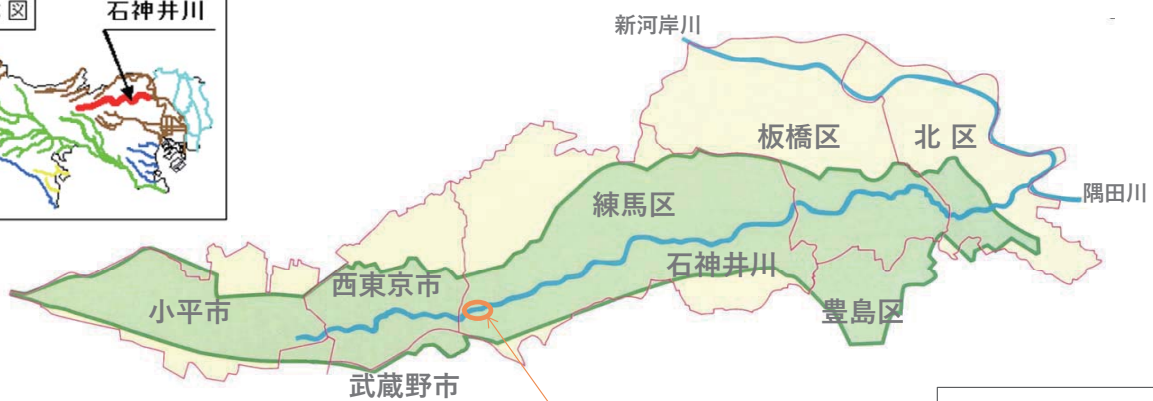 図
石神井川
新河岸川
板橋区
北 区
隅田川
練馬区
石神井川
西東京市
小平市
豊島区
武蔵野市